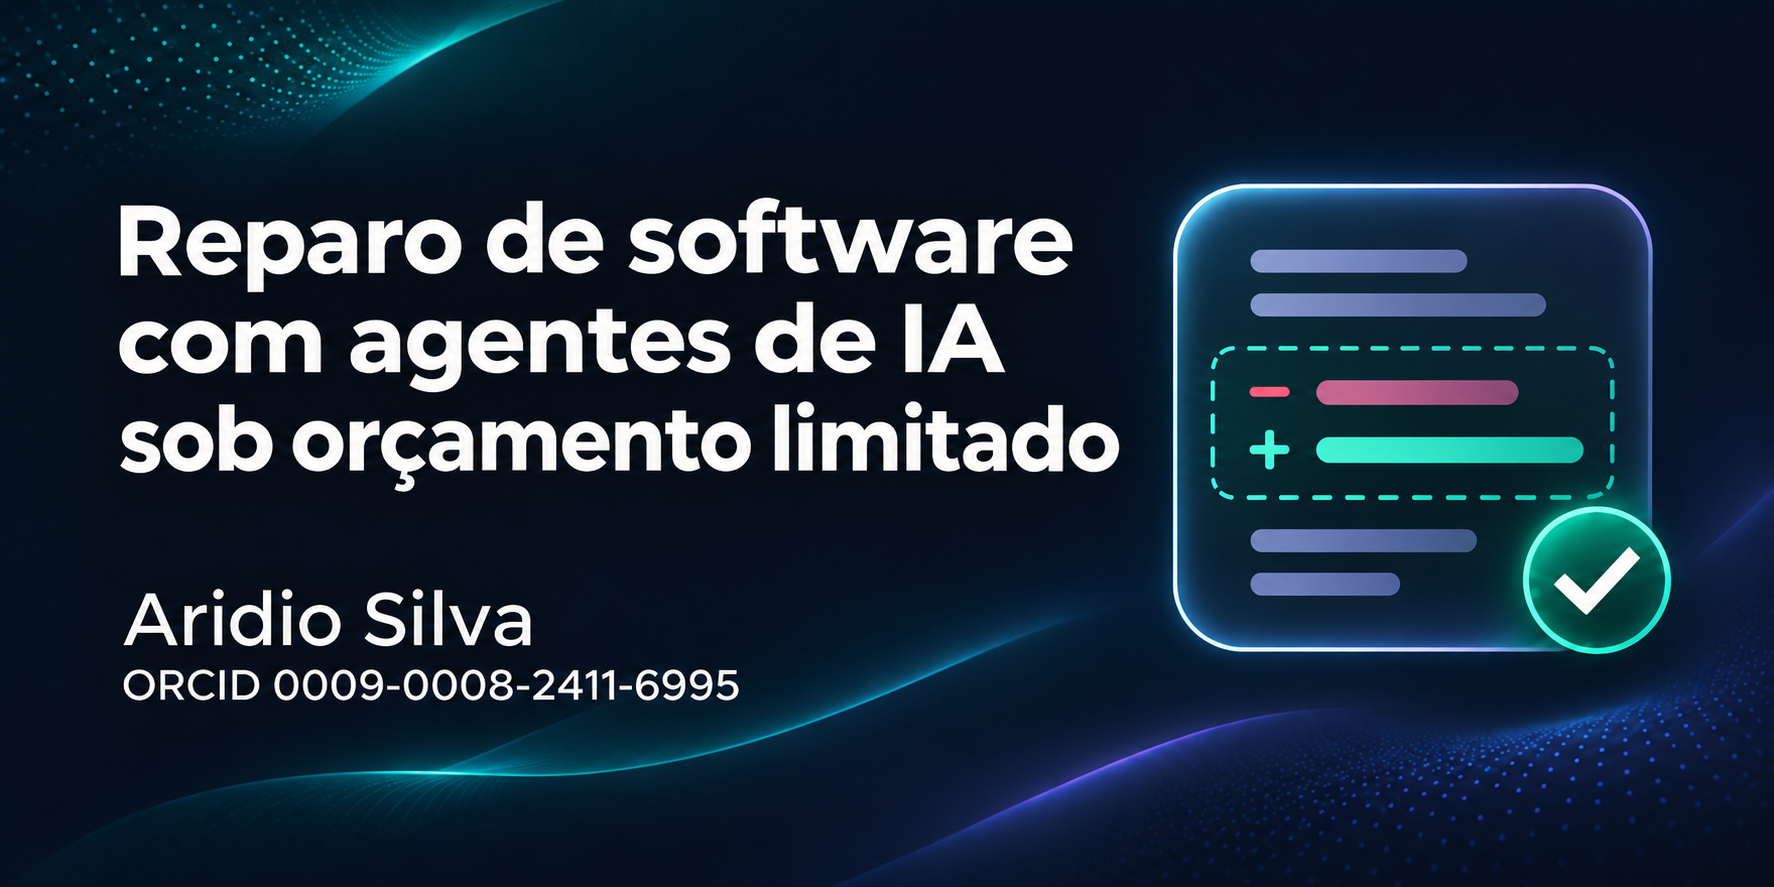 Reparo de software
com agentes de IA
sob orçamento limitado
Aridio Silva
ORCID 0009-0008-2411-6995